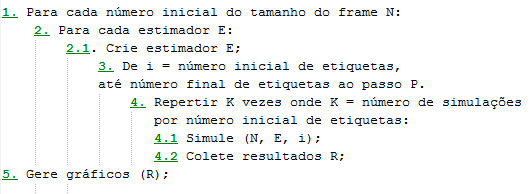 1. Para cada número inicial do tamanho do frame N:
2. Para cada estimador E:
2.1. Crie estimador E;
3. De i = número inicial de etiquetas,
até número final de etiquetas ao passo P.
4. Repertir K vezes onde K = número de simulações
por número inicial de etiquetas:
4.1 Simule (N, E, i);
4.2 Colete resultados R;
5. Gere gráficos (R);